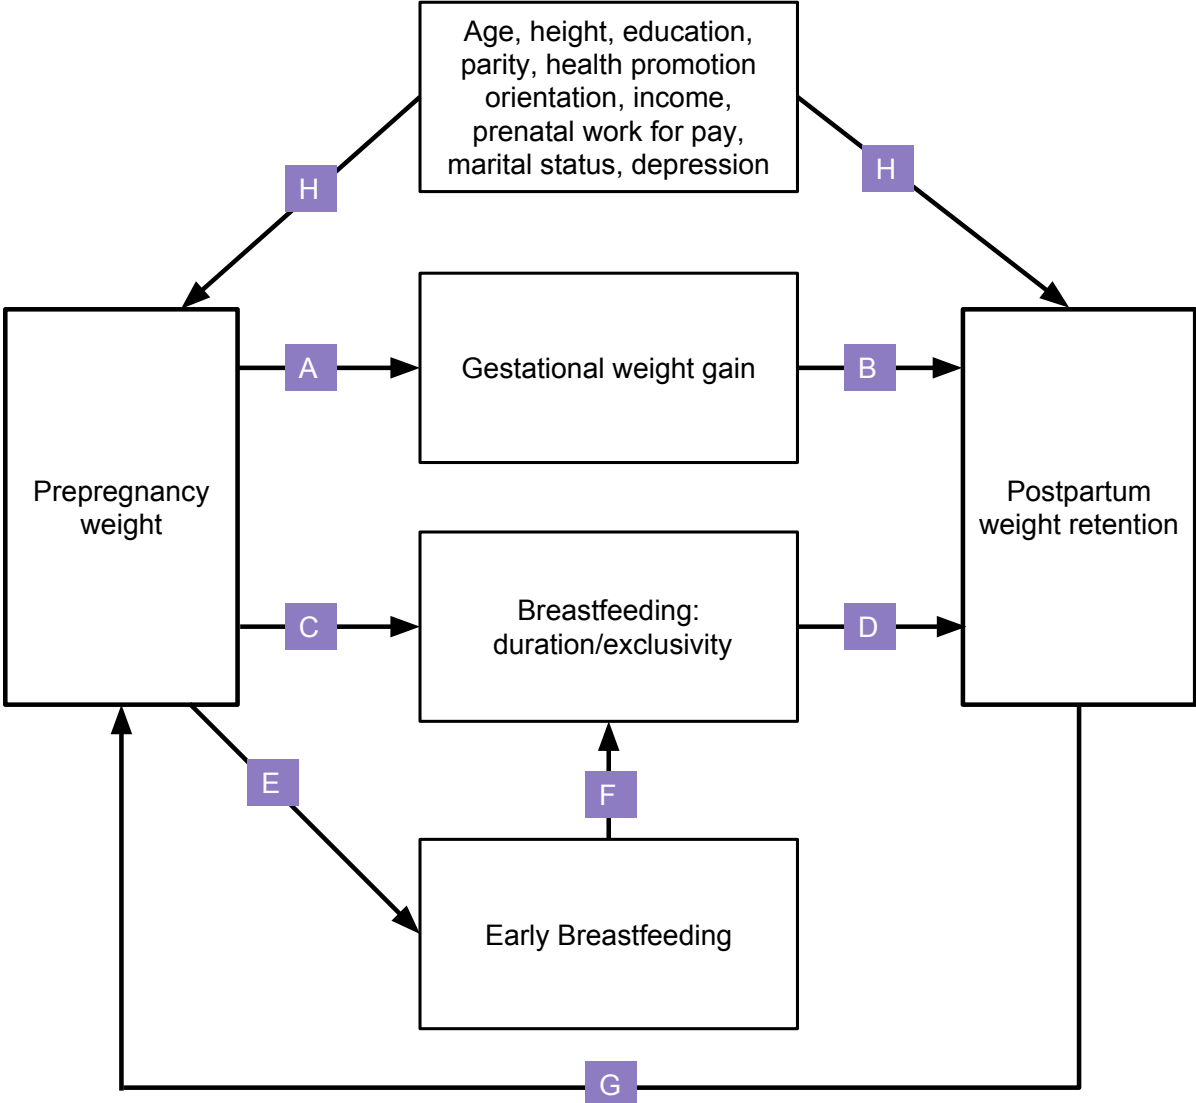 Age, height, education,
parity, health promotion
orientation, income,
prenatal work for pay,
marital status, depression
H
H
A
Gestational weight gain
B
Prepregnancy
weight
Postpartum
weight retention
C
Breastfeeding:
duration/exclusivity
D
E
F
Early Breastfeeding
G